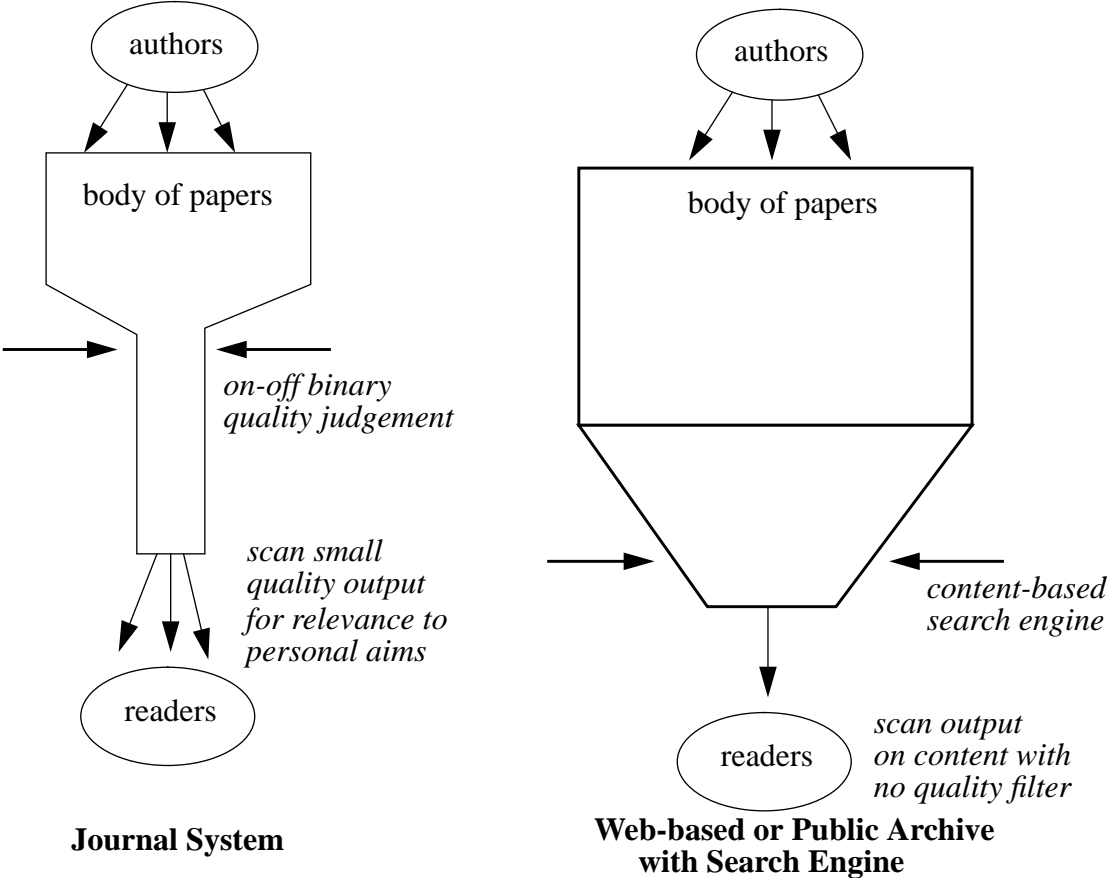 authors
body of papers
on-off binary
quality judgement
scan small
quality output
for relevance to
personal aims
readers
Journal System
authors
body of papers
content-based
search engine
readers
scan output
on content with
no quality filter
Web-based or Public Archive
with Search Engine